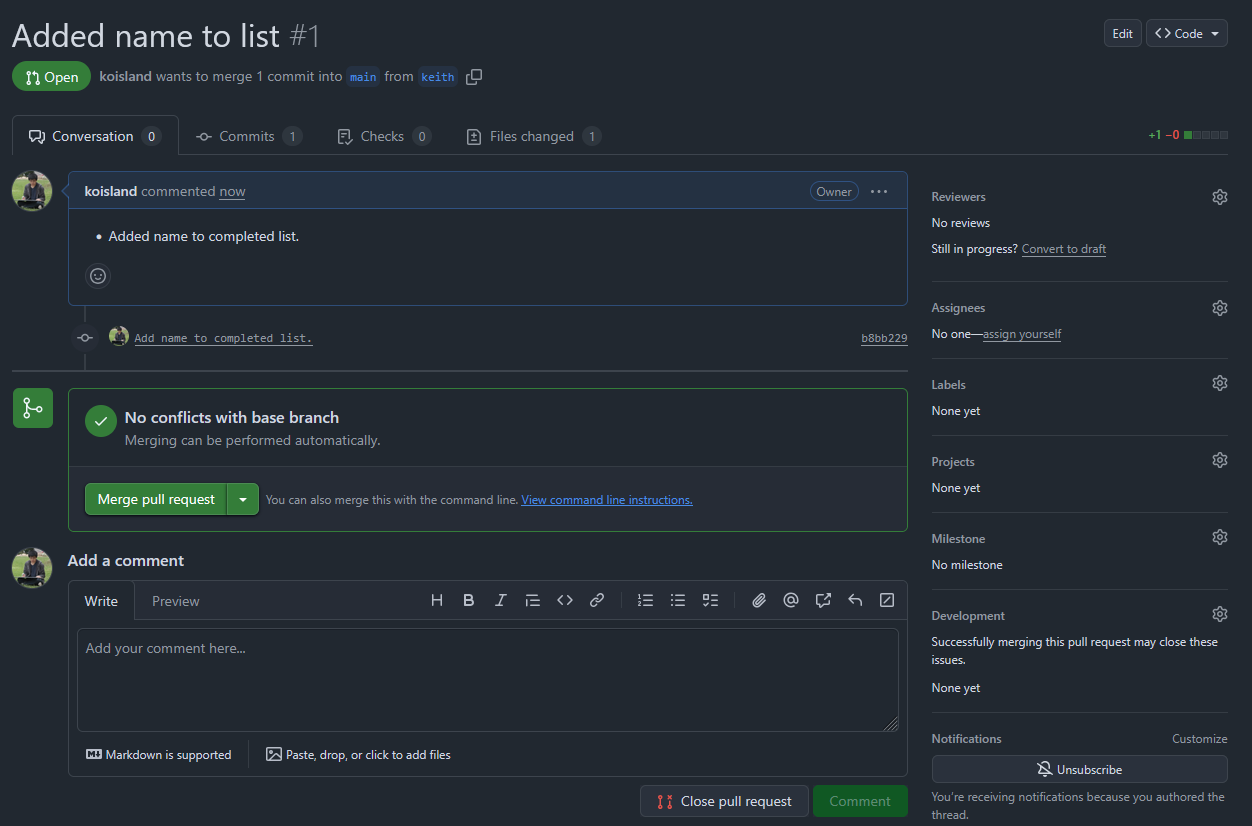 Added name to list #1
Edit
Code
Open
koisland wants to merge 1 commit into main from keith
Conversation 0
Commits 1
Checks 0
Files changed 1
+1 −0
koisland commented now
Owner
Added name to completed list.
Add name to completed list.
b8bb229
No conflicts with base branch
Merging can be performed automatically.
Merge pull request
You can also merge this with the command line. View command line instructions.
Add a comment
Write
Preview
Add your comment here...
Markdown is supported
Paste, drop, or click to add files
Close pull request
Comment
Reviewers
No reviews
Still in progress? Convert to draft
Assignees
No one—assign yourself
Labels
None yet
Projects
None yet
Milestone
No milestone
Development
Successfully merging this pull request may close these
issues.
None yet
Notifications
Customize
Unsubscribe
You're receiving notifications because you authored the
thread.